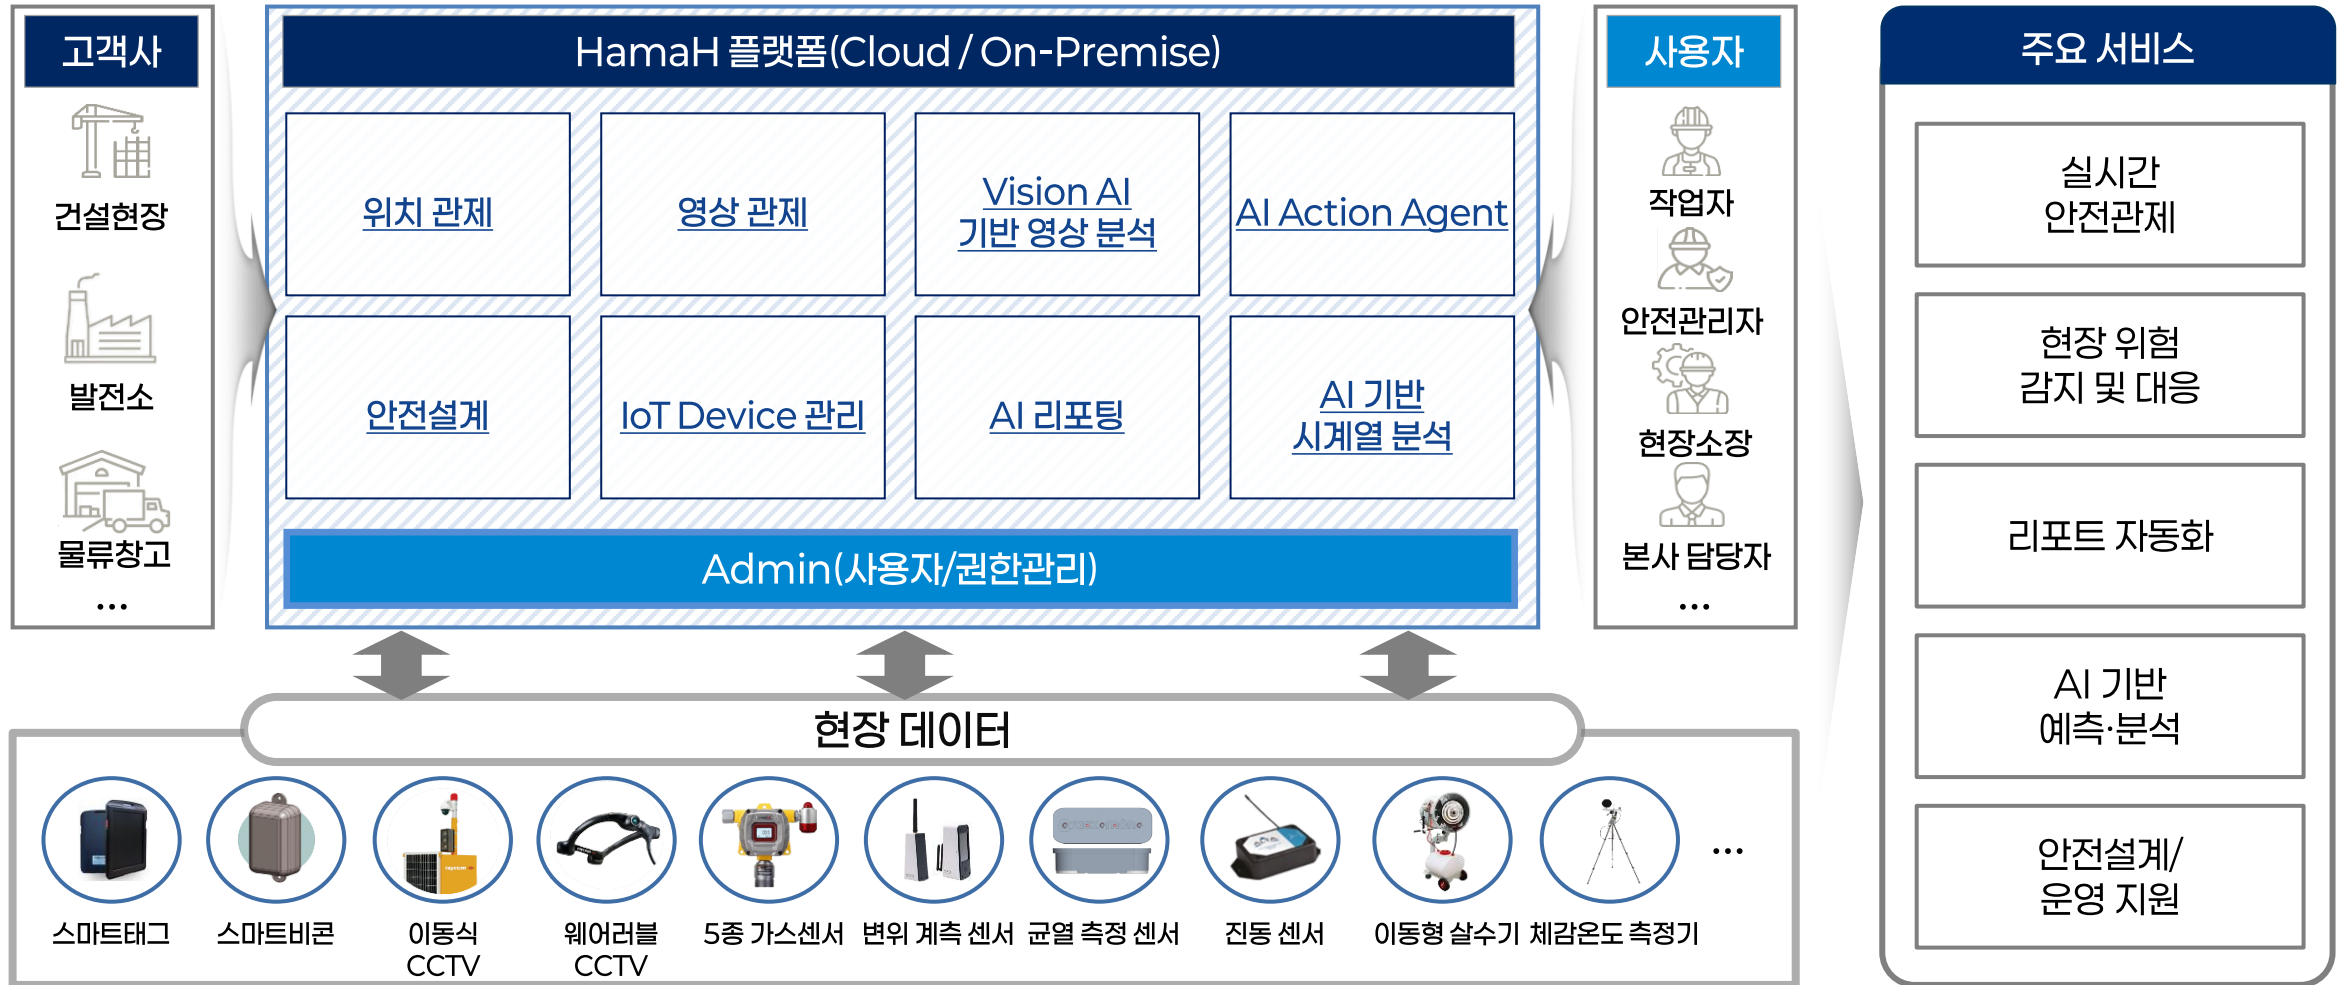 고객사
건설현장
발전소
물류창고
...
HamaH 플랫폼(Cloud / On-Premise)
위치 관제
영상 관제
Vision AI
기반 영상 분석
AI Action Agent
안전설계
IoT Device 관리
AI 리포팅
AI 기반
시계열 분석
Admin(사용자/권한관리)
사용자
작업자
안전관리자
현장소장
본사 담당자
...
주요 서비스
실시간
안전관제
현장 위험
감지 및 대응
리포트 자동화
AI 기반
예측·분석
안전설계/
운영 지원
현장 데이터
스마트태그
스마트비콘
이동식
CCTV
웨어러블
CCTV
5종 가스센서
변위 계측 센서
균열 측정 센서
진동 센서
이동형 살수기
체감온도 측정기
...